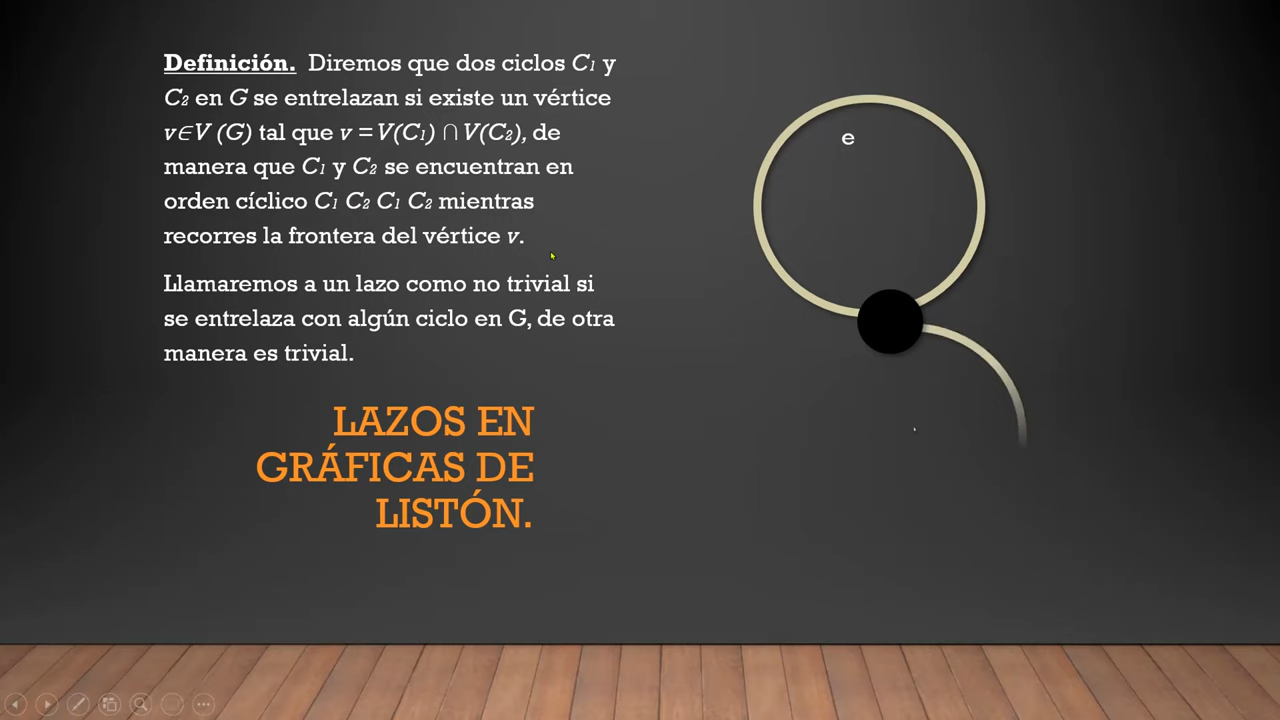 Definición. Diremos que dos ciclos C1 y
C2 en G se entrelazan si existe un vértice
v∈V (G) tal que v = V(C1) ∩ V(C2), de
manera que C1 y C2 se encuentran en
orden cíclico C1 C2 C1 C2 mientras
recorres la frontera del vértice v.
Llamaremos a un lazo como no trivial si
se entrelaza con algún ciclo en G, de otra
manera es trivial.
LAZOS EN
GRÁFICAS DE
LISTÓN.
e